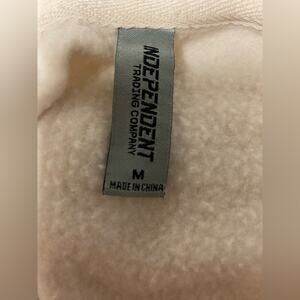 INDEPENDENT
TRADING COMPANY
M
MADE IN CHINA